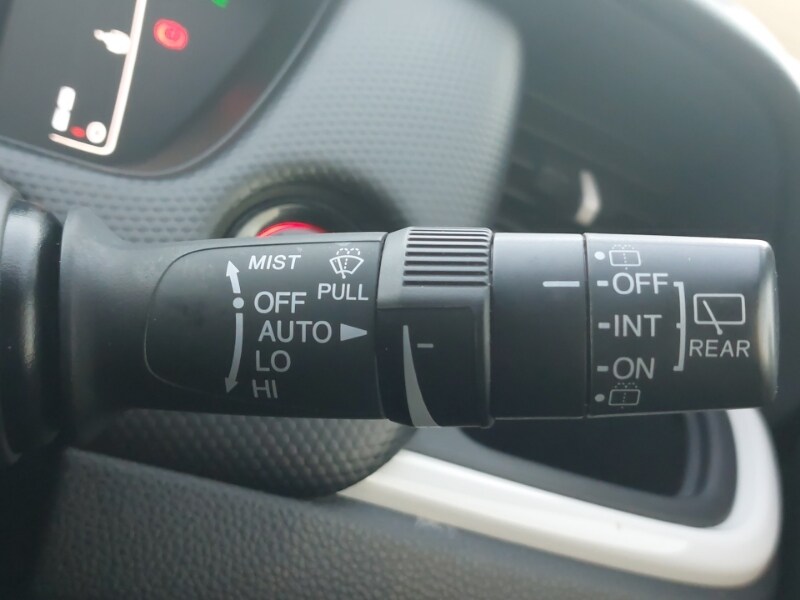 MIST
OFF
PULL
AUTO
LO
HI
OFF
INT
ON
REAR